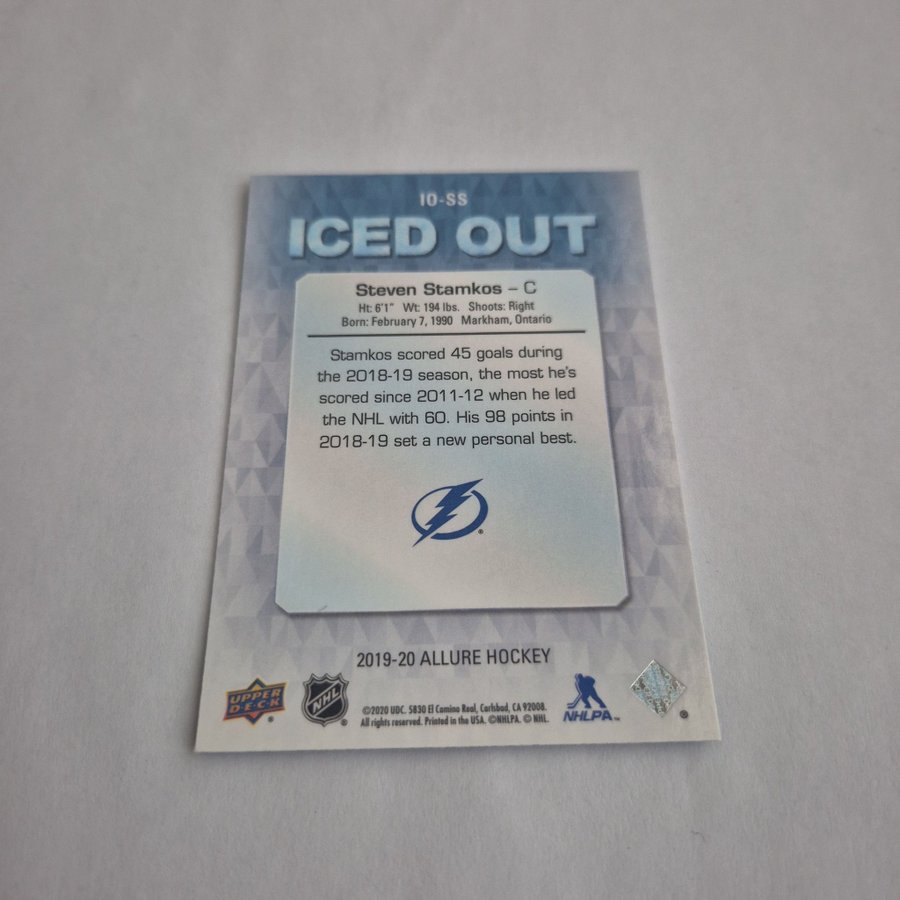 IO-SS
ICED OUT
Steven Stamkos – C
Ht: 6'1" Wt: 194 lbs. Shoots: Right
Born: February 7, 1990 Markham, Ontario
Stamkos scored 45 goals during
the 2018-19 season, the most he's
scored since 2011-12 when he led
the NHL with 60. His 98 points in
2018-19 set a new personal best.
2019-20 ALLURE HOCKEY
UPPER
DECK
NHL
©2020 UDC. 5830 El Camino Real, Carlsbad, CA 92008.
All rights reserved. Printed in the USA. ©NHLPA. © NHL.
NHLPA™